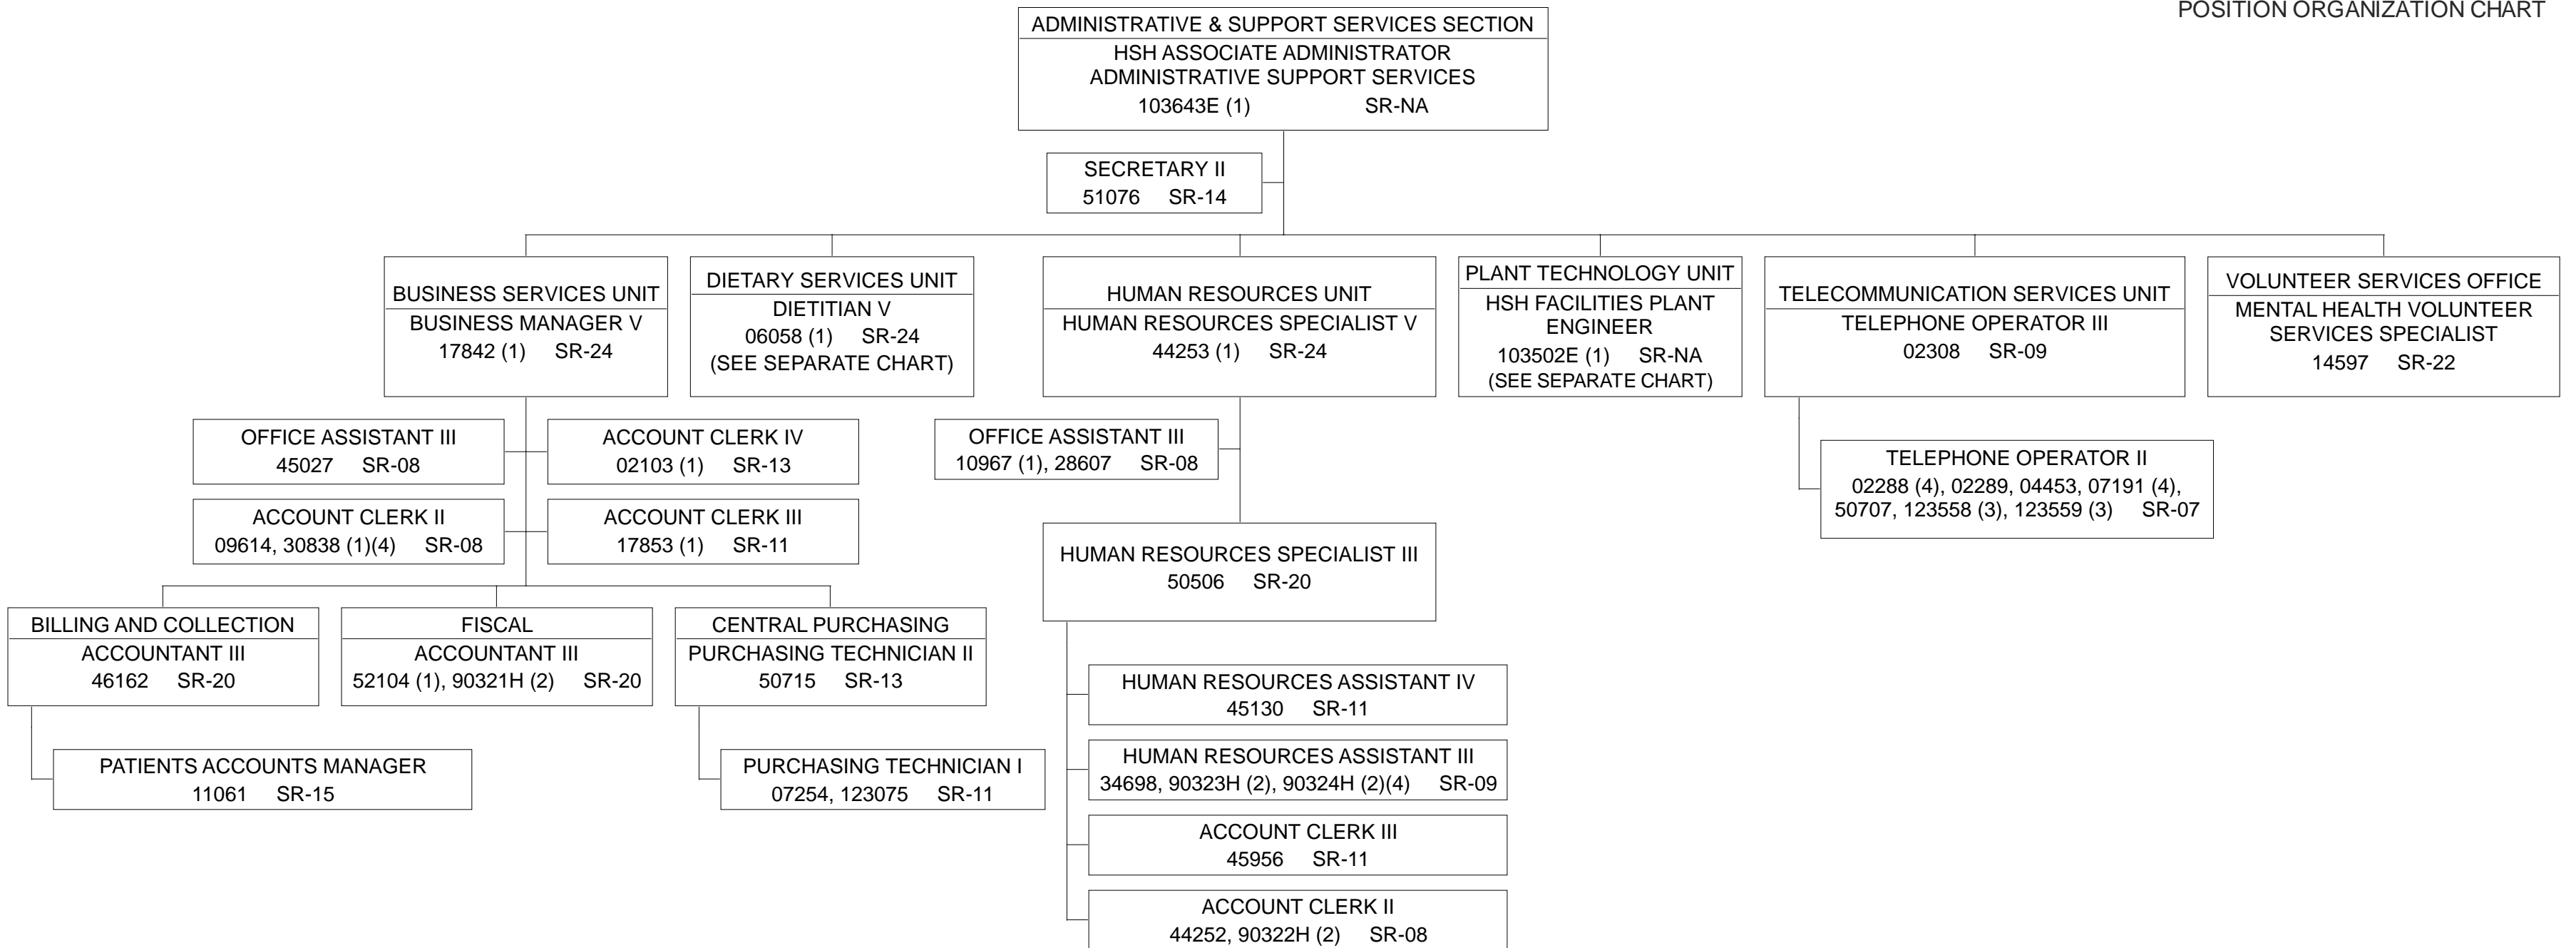 POSITION ORGANIZATION CHART
ADMINISTRATIVE & SUPPORT SERVICES SECTION
HSH ASSOCIATE ADMINISTRATOR
ADMINISTRATIVE SUPPORT SERVICES
103643E (1) SR-NA
SECRETARY II
51076 SR-14
BUSINESS SERVICES UNIT
BUSINESS MANAGER V
17842 (1) SR-24
DIETARY SERVICES UNIT
DIETITIAN V
06058 (1) SR-24
(SEE SEPARATE CHART)
HUMAN RESOURCES UNIT
HUMAN RESOURCES SPECIALIST V
44253 (1) SR-24
PLANT TECHNOLOGY UNIT
HSH FACILITIES PLANT
ENGINEER
103502E (1) SR-NA
(SEE SEPARATE CHART)
TELECOMMUNICATION SERVICES UNIT
TELEPHONE OPERATOR III
02308 SR-09
VOLUNTEER SERVICES OFFICE
MENTAL HEALTH VOLUNTEER
SERVICES SPECIALIST
14597 SR-22
OFFICE ASSISTANT III
45027 SR-08
ACCOUNT CLERK IV
02103 (1) SR-13
ACCOUNT CLERK II
09614, 30838 (1)(4) SR-08
ACCOUNT CLERK III
17853 (1) SR-11
OFFICE ASSISTANT III
10967 (1), 28607 SR-08
TELEPHONE OPERATOR II
02288 (4), 02289, 04453, 07191 (4),
50707, 123558 (3), 123559 (3) SR-07
HUMAN RESOURCES SPECIALIST III
50506 SR-20
BILLING AND COLLECTION
ACCOUNTANT III
46162 SR-20
FISCAL
ACCOUNTANT III
52104 (1), 90321H (2) SR-20
CENTRAL PURCHASING
PURCHASING TECHNICIAN II
50715 SR-13
PATIENTS ACCOUNTS MANAGER
11061 SR-15
PURCHASING TECHNICIAN I
07254, 123075 SR-11
HUMAN RESOURCES ASSISTANT IV
45130 SR-11
HUMAN RESOURCES ASSISTANT III
34698, 90323H (2), 90324H (2)(4) SR-09
ACCOUNT CLERK III
45956 SR-11
ACCOUNT CLERK II
44252, 90322H (2) SR-08